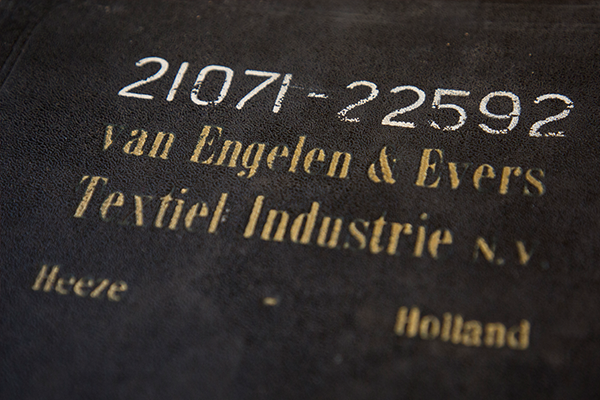 21071-22592
van Engelen & Evers
Textiel Industrie N.V.
Heeze - Holland